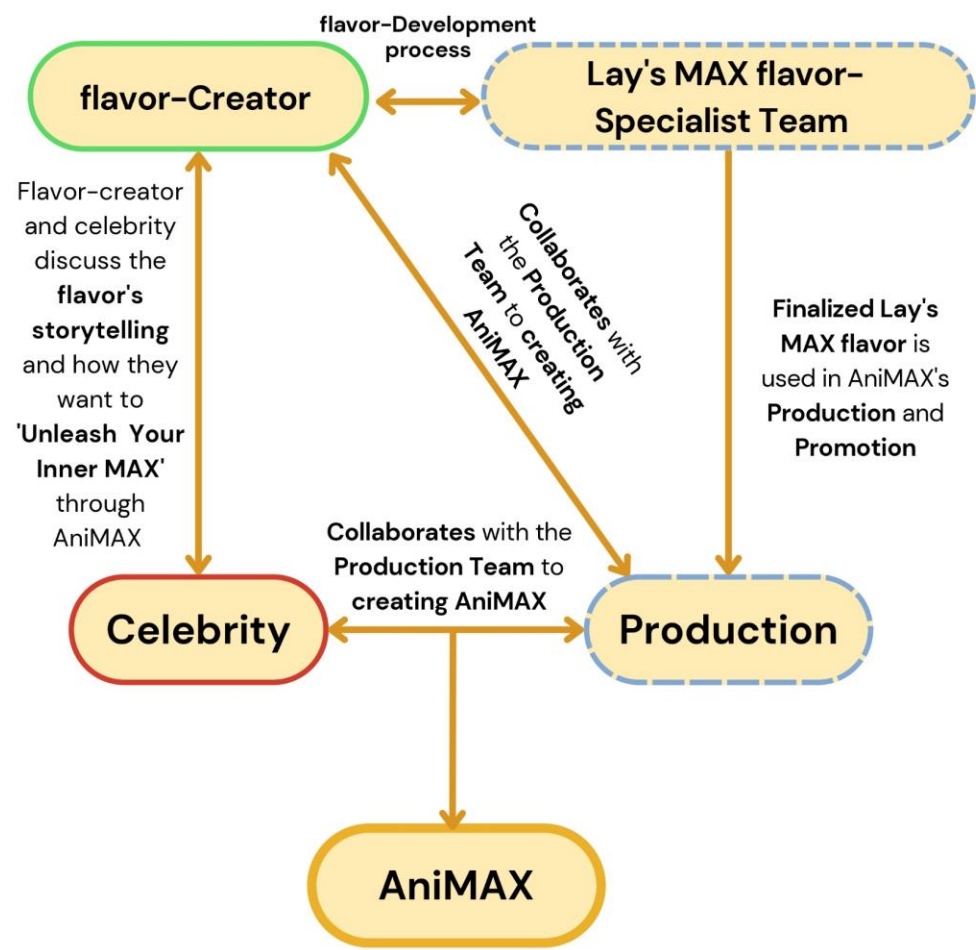 flavor-Development
process
flavor-Creator
Lay's MAX flavor-
Specialist Team
Flavor-creator
and celebrity
discuss the
flavor's
storytelling
and how they
want to
'Unleash Your
Inner MAX'
through
AniMAX
Collaborates with
the Production
Team to creating
AniMAX
Finalized Lay's
MAX flavor is
used in AniMAX's
Production and
Promotion
Collaborates with the
Production Team to
creating AniMAX
Celebrity
Production
AniMAX